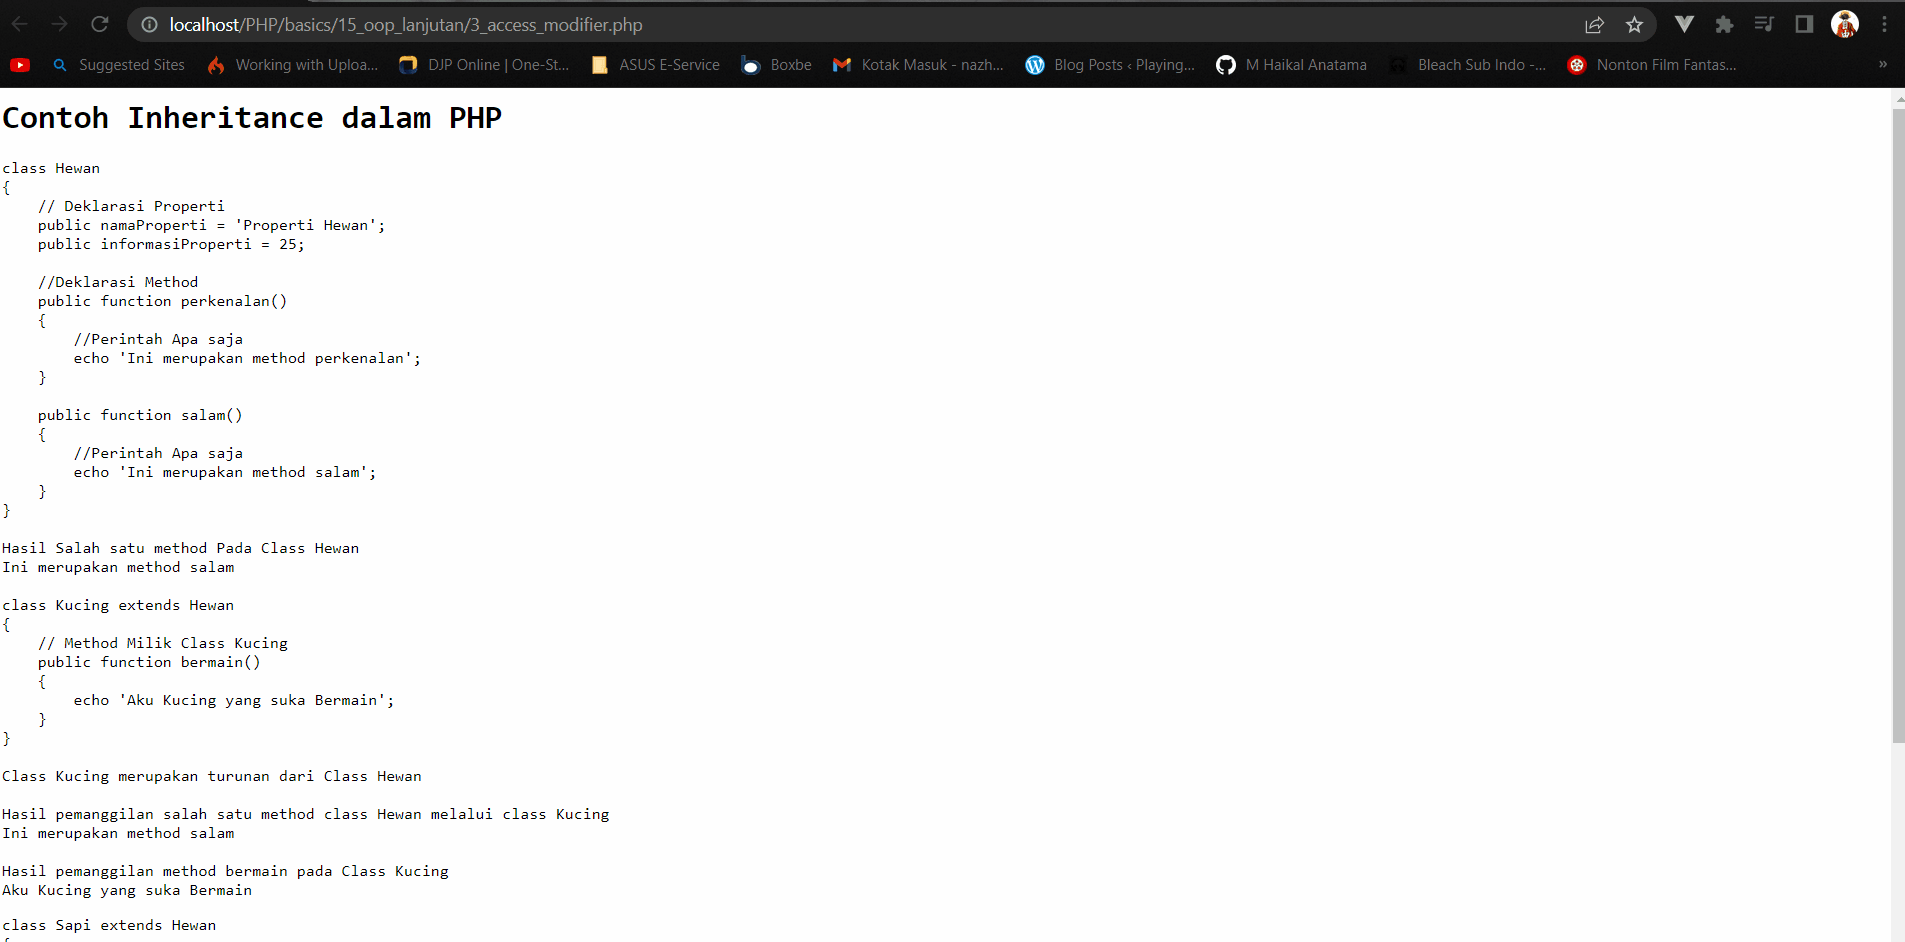 localhost/PHP/basics/15_oop_lanjutan/3_access_modifier.php
Suggested Sites
Working with Uploa...
DJP Online | One-St...
ASUS E-Service
Boxbe
Kotak Masuk - nazh...
Blog Posts ‹ Playing...
M Haikal Anatama
Bleach Sub Indo -...
Nonton Film Fantas...
»
Contoh Inheritance dalam PHP
class Hewan
{
    // Deklarasi Properti
    public namaProperti = 'Properti Hewan';
    public informasiProperti = 25;
    //Deklarasi Method
    public function perkenalan()
    {
        //Perintah Apa saja
        echo 'Ini merupakan method perkenalan';
    }
    public function salam()
    {
        //Perintah Apa saja
        echo 'Ini merupakan method salam';
    }
}
Hasil Salah satu method Pada Class Hewan
Ini merupakan method salam
class Kucing extends Hewan
{
    // Method Milik Class Kucing
    public function bermain()
    {
        echo 'Aku Kucing yang suka Bermain';
    }
}
Class Kucing merupakan turunan dari Class Hewan
Hasil pemanggilan salah satu method class Hewan melalui class Kucing
Ini merupakan method salam
Hasil pemanggilan method bermain pada Class Kucing
Aku Kucing yang suka Bermain
class Sapi extends Hewan
{